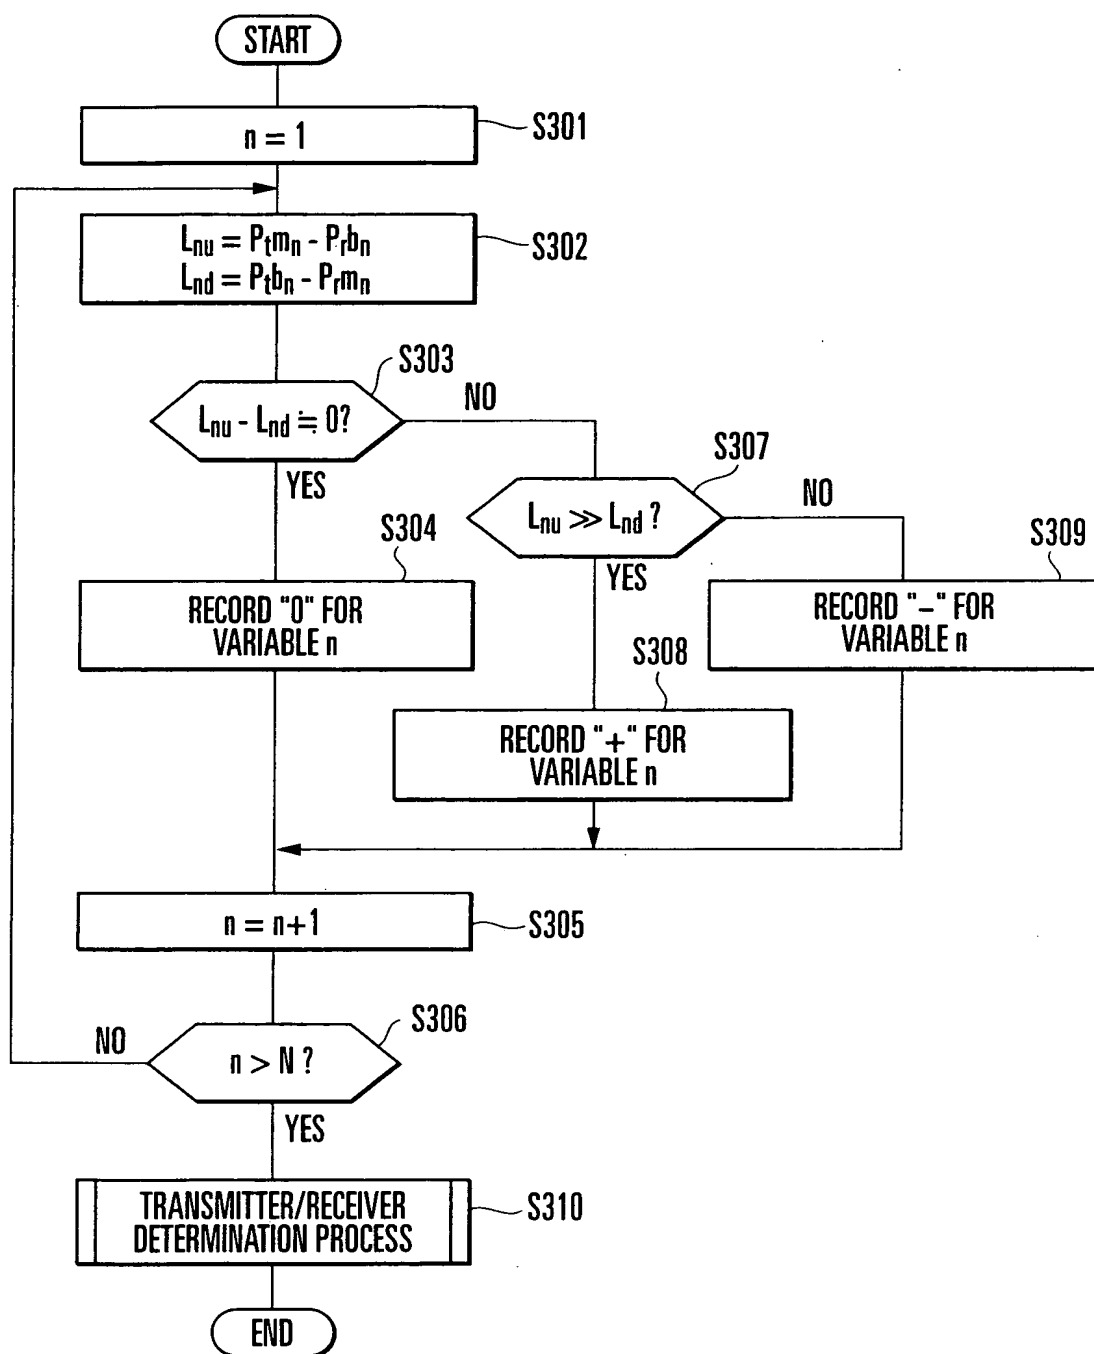 START
n = 1
S301
Lnu = Ptmn - Prbn
Lnd = Ptbn - Prmn
S302
S303
Lnu - Lnd ≒ 0?
NO
YES
S307
Lnu ≫ Lnd ?
NO
YES
S304
RECORD "0" FOR
VARIABLE n
S309
RECORD "−" FOR
VARIABLE n
S308
RECORD "+" FOR
VARIABLE n
n = n+1
S305
S306
n > N ?
NO
YES
TRANSMITTER/RECEIVER
DETERMINATION PROCESS
S310
END